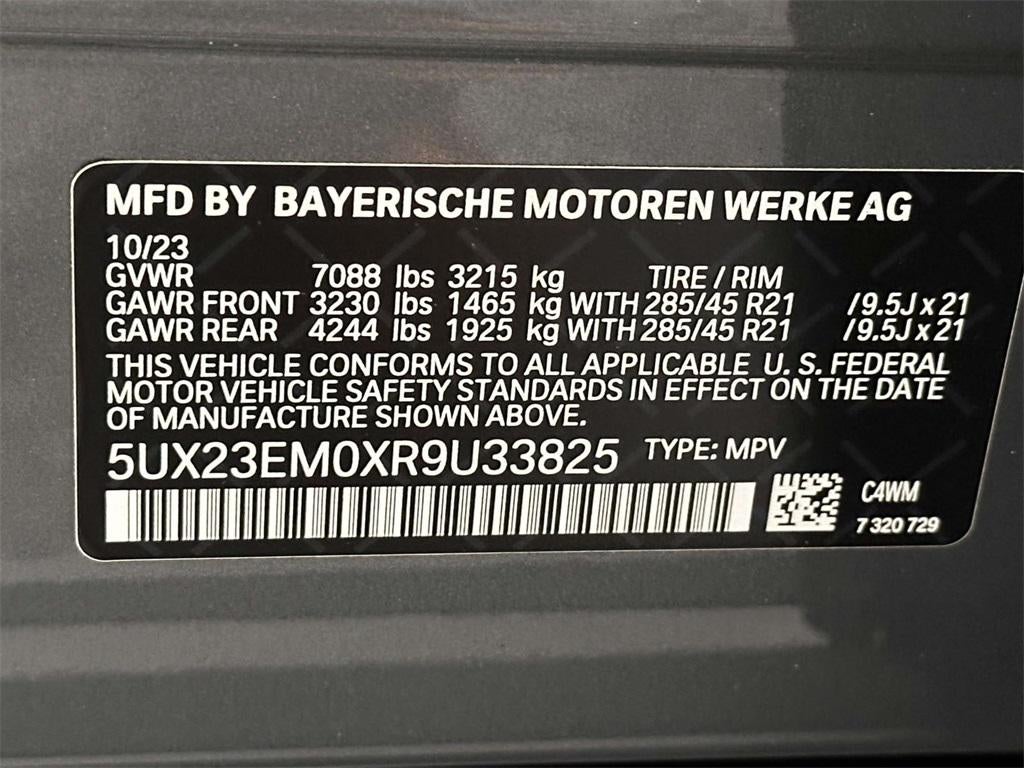 MFD BY BAYERISCHE MOTOREN WERKE AG
10/23
GVWR 7088 lbs 3215 kg TIRE / RIM
GAWR FRONT 3230 lbs 1465 kg WITH 285/45 R21 /9.5J x 21
GAWR REAR 4244 lbs 1925 kg WITH 285/45 R21 /9.5J x 21
THIS VEHICLE CONFORMS TO ALL APPLICABLE U. S. FEDERAL
MOTOR VEHICLE SAFETY STANDARDS IN EFFECT ON THE DATE
OF MANUFACTURE SHOWN ABOVE.
5UX23EM0XR9U33825 TYPE: MPV
C4WM
7 320 729